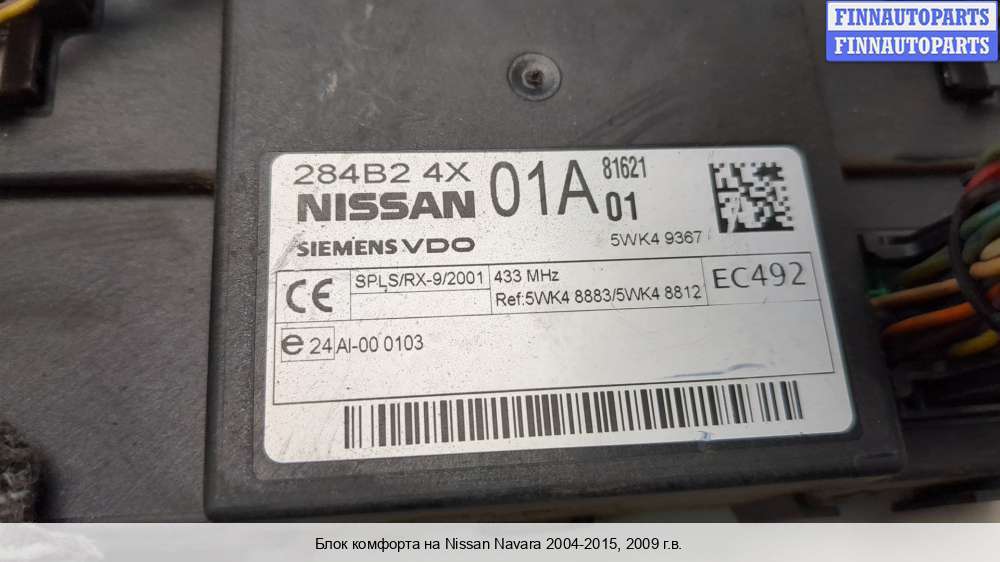 FINNAUTOPARTS
FINNAUTOPARTS
284B2 4X 01A 81621
NISSAN 01
SIEMENS VDO 5WK4 9367
CE SPLS/RX-9/2001 433 MHz EC492
Ref:5WK4 8883/5WK4 8812
e 24 AI-00 0103
Блок комфорта на Nissan Navara 2004-2015, 2009 г.в.